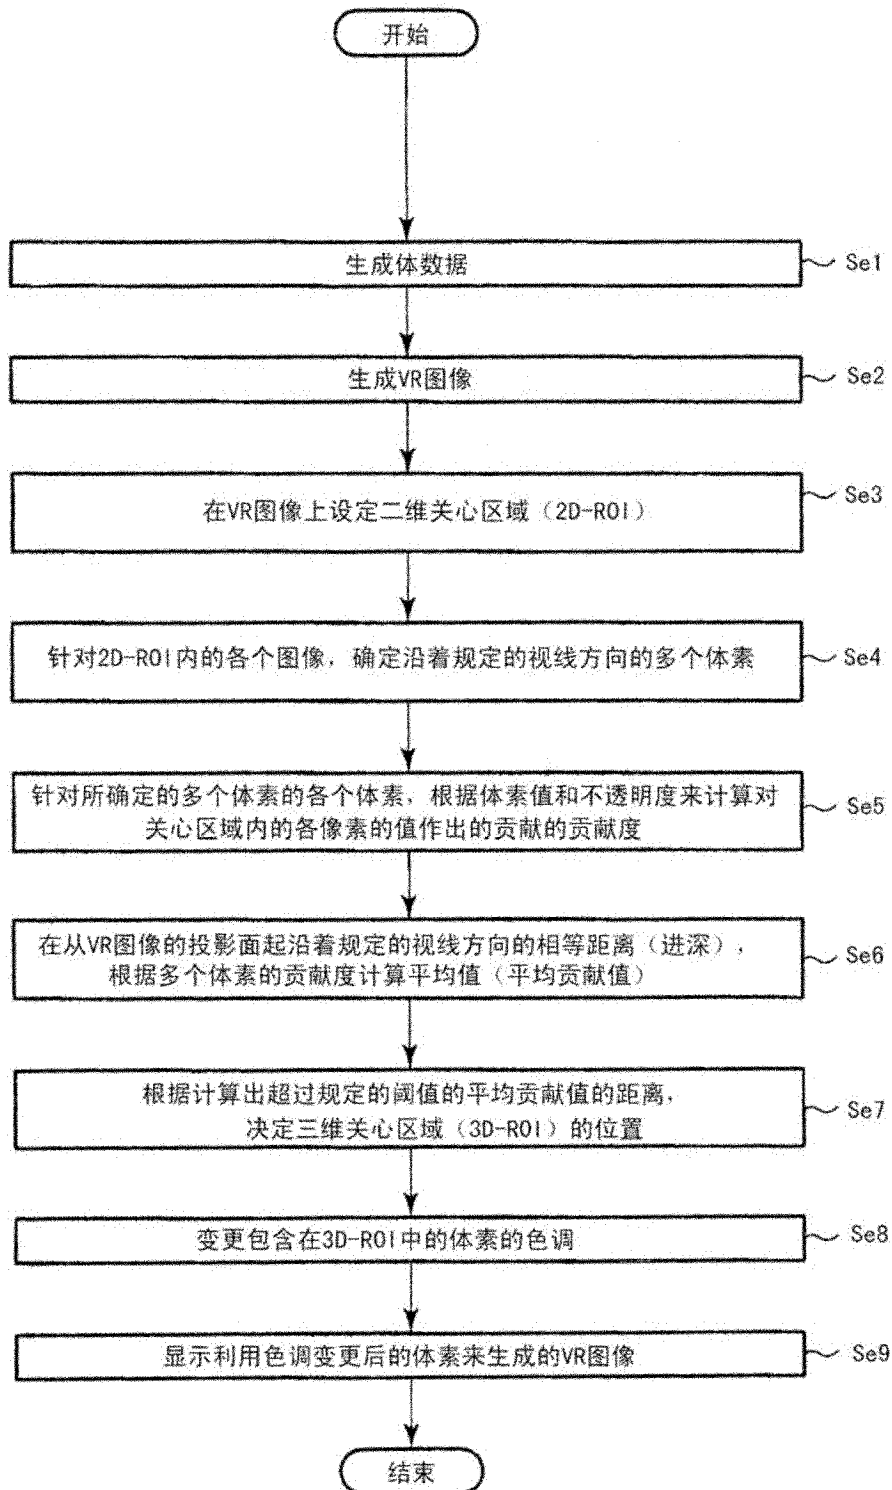 开始
生成体数据
Se1
生成VR图像
Se2
在VR图像上设定二维关心区域（2D-ROI）
Se3
针对2D-ROI内的各个图像，确定沿着规定的视线方向的多个体素
Se4
针对所确定的多个体素的各个体素，根据体素值和不透明度来计算对
关心区域内的各像素的值作出的贡献的贡献度
Se5
在从VR图像的投影面起沿着规定的视线方向的相等距离（进深），
根据多个体素的贡献度计算平均值（平均贡献值）
Se6
根据计算出超过规定的阈值的平均贡献值的距离，
决定三维关心区域（3D-ROI）的位置
Se7
变更包含在3D-ROI中的体素的色调
Se8
显示利用色调变更后的体素来生成的VR图像
Se9
结束